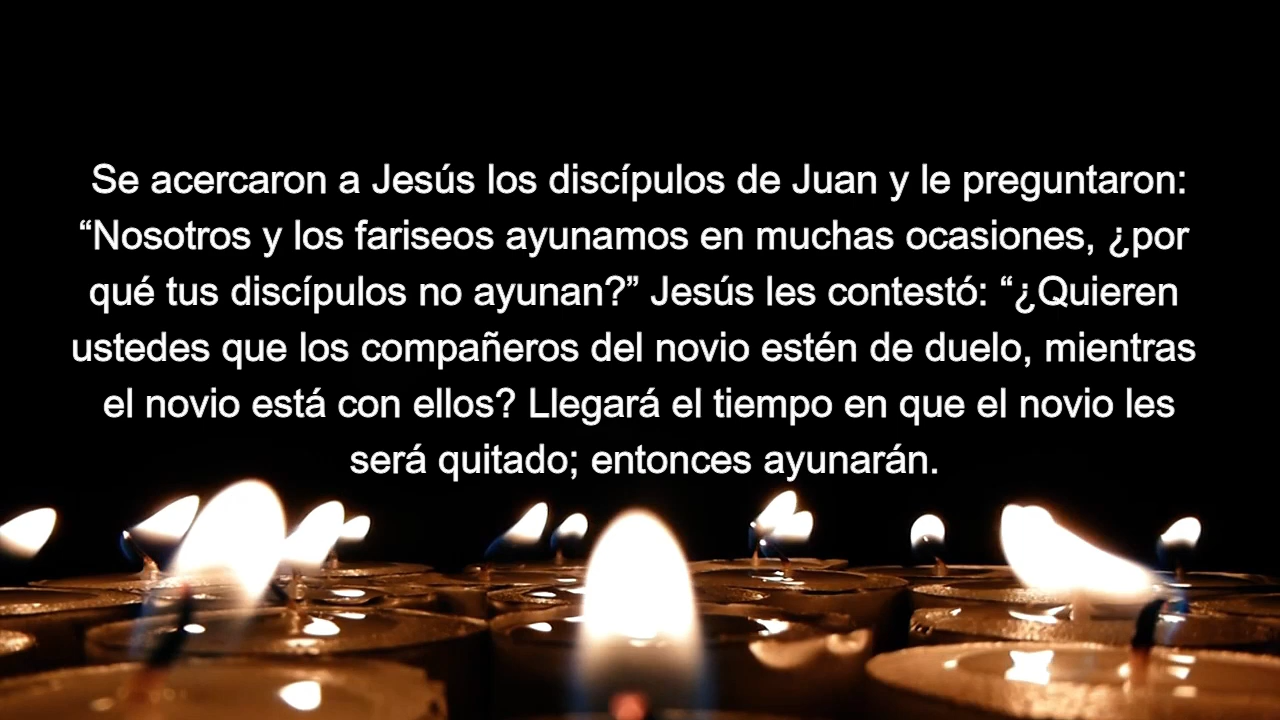 Se acercaron a Jesús los discípulos de Juan y le preguntaron:
“Nosotros y los fariseos ayunamos en muchas ocasiones, ¿por
qué tus discípulos no ayunan?” Jesús les contestó: “¿Quieren
ustedes que los compañeros del novio estén de duelo, mientras
el novio está con ellos? Llegará el tiempo en que el novio les
será quitado; entonces ayunarán.